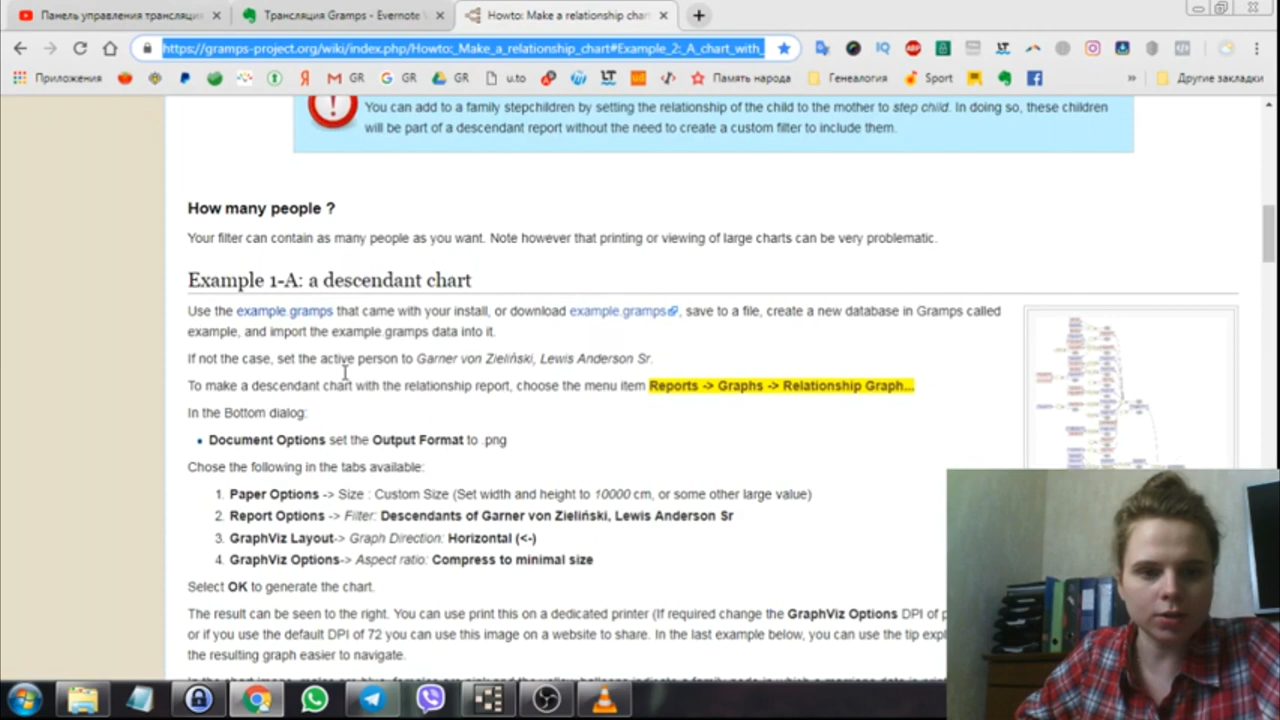 Панель управления трансляци
Трансляция Gramps - Evernote
Howto: Make a relationship chart
https://gramps-project.org/wiki/index.php/Howto:_Make_a_relationship_chart#Example_2:_A_chart_with_
Приложения GR GR GR u.to Память народа Генеалогия Sport » Другие закладки
You can add to a family stepchildren by setting the relationship of the child to the mother to step child. In doing so, these children
will be part of a descendant report without the need to create a custom filter to include them.
How many people ?
Your filter can contain as many people as you want. Note however that printing or viewing of large charts can be very problematic.
Example 1-A: a descendant chart
Use the example.gramps that came with your install, or download example.gramps, save to a file, create a new database in Gramps called
example, and import the example.gramps data into it.
If not the case, set the active person to Garner von Zieliński, Lewis Anderson Sr.
To make a descendant chart with the relationship report, choose the menu item Reports -> Graphs -> Relationship Graph...
In the Bottom dialog:
• Document Options set the Output Format to .png
Chose the following in the tabs available:
1. Paper Options -> Size : Custom Size (Set width and height to 10000 cm, or some other large value)
2. Report Options -> Filter: Descendants of Garner von Zieliński, Lewis Anderson Sr
3. GraphViz Layout-> Graph Direction: Horizontal (<-)
4. GraphViz Options-> Aspect ratio: Compress to minimal size
Select OK to generate the chart.
The result can be seen to the right. You can use print this on a dedicated printer (If required change the GraphViz Options DPI of
or if you use the default DPI of 72 you can use this image on a website to share. In the last example below, you can use the tip
the resulting graph easier to navigate.